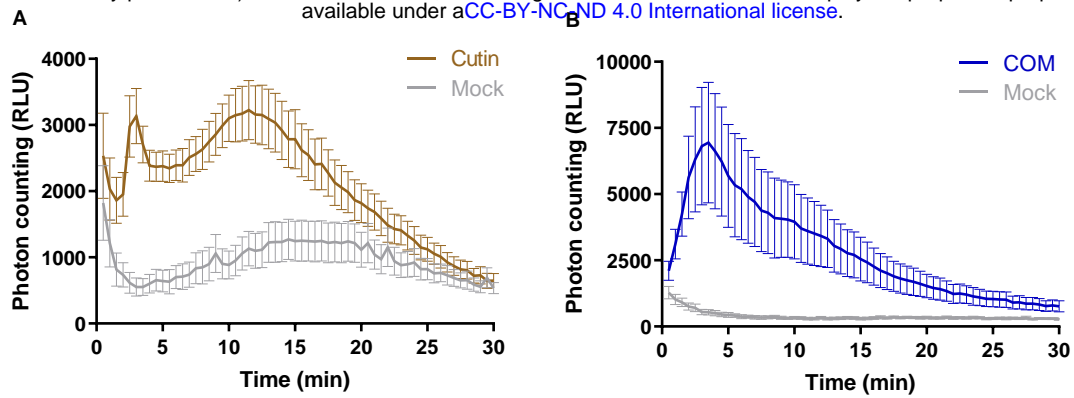 available under aCC-BY-NC-ND 4.0 International license.
A
B
Cutin
Mock
4000
3000
2000
1000
0
Photon counting (RLU)
0 5 10 15 20 25 30
Time (min)
COM
Mock
10000
7500
5000
2500
0
Photon counting (RLU)
0 5 10 15 20 25 30
Time (min)